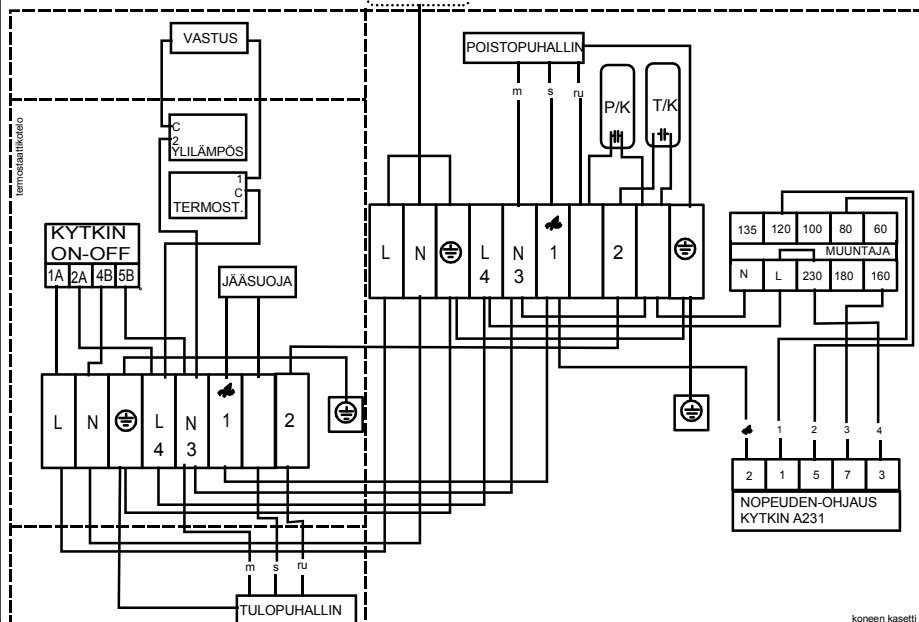 VASTUS
POISTOPUHALLIN
m s ru
P/K
T/K
termostaattikotelo
C
2
YLILÄMPÖS
1
C
TERMOST.
KYTKIN
ON-OFF
1A 2A 4B 5B
JÄÄSUOJA
L N L 4 N 3 1 2
135 120 100 80 60
MUUNTAJA
N L 230 180 160
L N L 4 N 3 1 2
1 2 3 4
2 1 5 7 3
NOPEUDEN-OHJAUS
KYTKIN A231
m s ru
TULOPUHALLIN
koneen kasetti